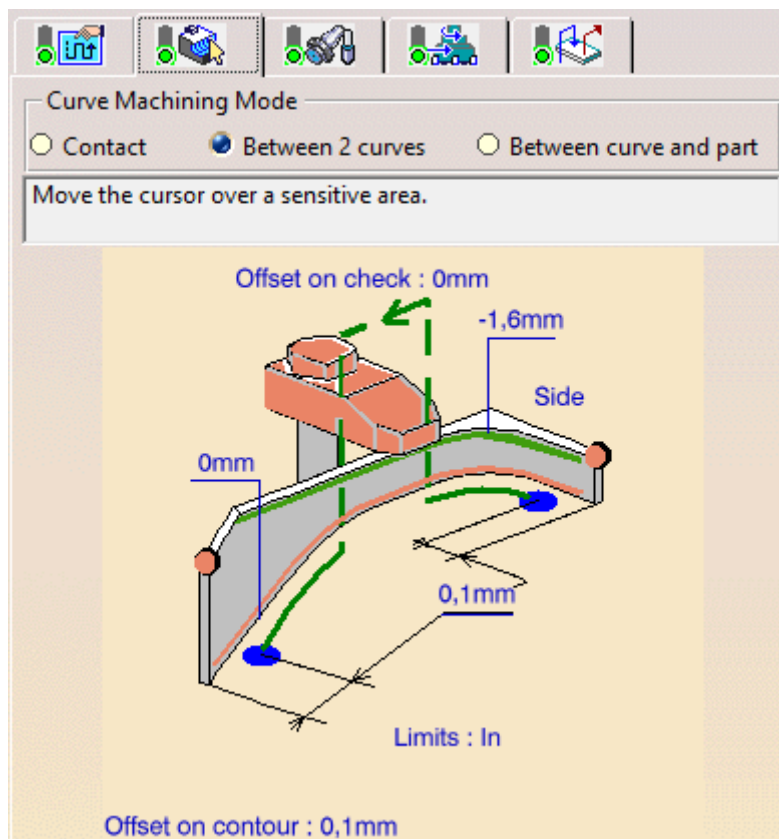 Curve Machining Mode
Contact Between 2 curves Between curve and part
Move the cursor over a sensitive area.
Offset on check : 0mm
-1,6mm
Side
0mm
0,1mm
Limits : In
Offset on contour : 0,1mm